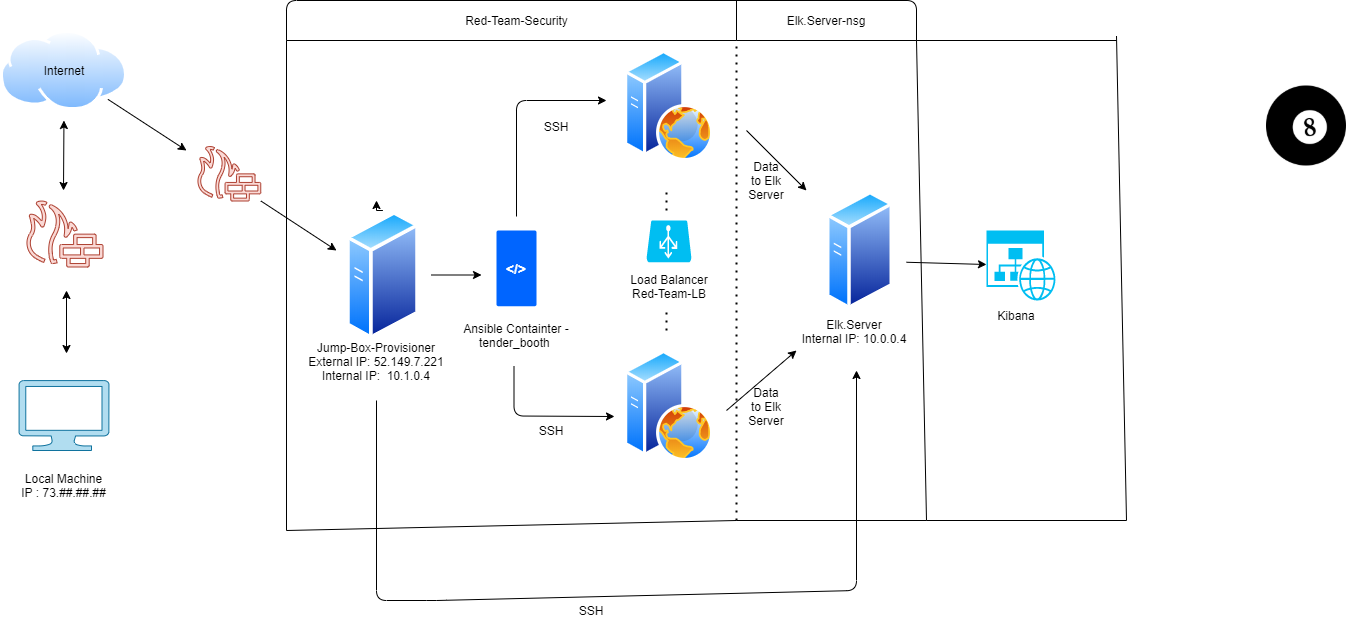 Red-Team-Security
Elk.Server-nsg
Internet
8
SSH
Data
to Elk
Server
</>
Load Balancer
Red-Team-LB
Kibana
Ansible Containter -
tender_booth
Elk.Server
Internal IP: 10.0.0.4
Jump-Box-Provisioner
External IP: 52.149.7.221
Internal IP:  10.1.0.4
Data
to Elk
Server
SSH
Local Machine
IP : 73.##.##.##
SSH